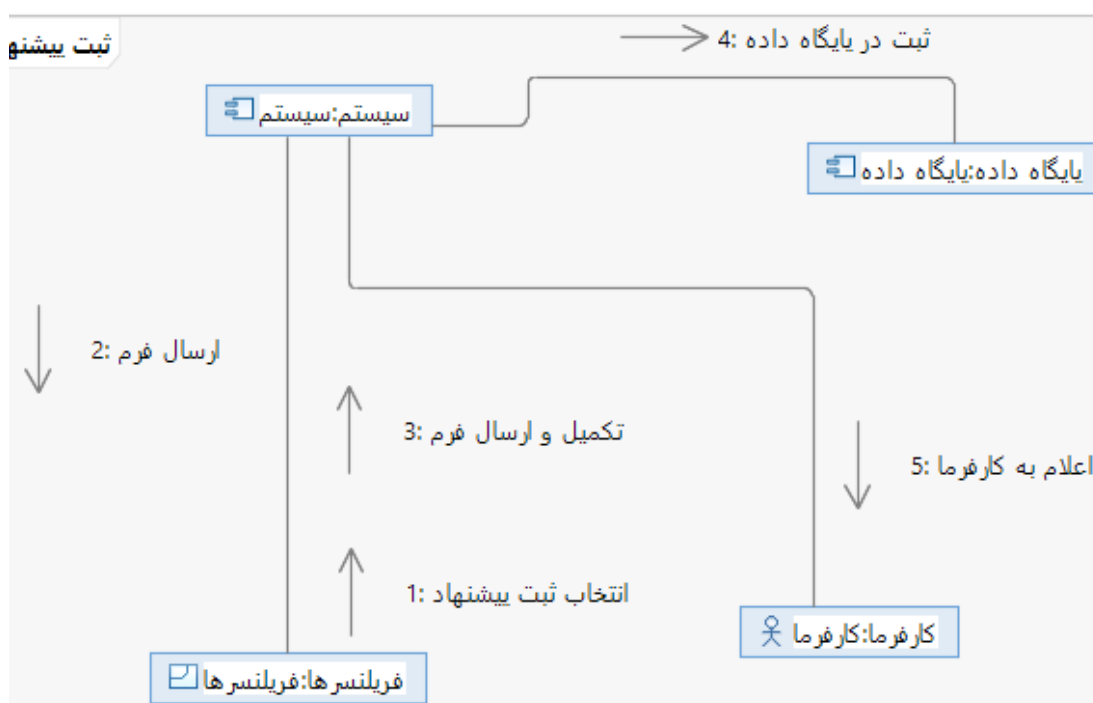 ثبت پیشنه
4: ثبت در پایگاه داده
سیستم:سیستم
پایگاه داده:پایگاه داده
2: ارسال فرم
3: تکمیل و ارسال فرم
5: اعلام به کارفرما
1: انتخاب ثبت پیشنهاد
کارفرما:کارفرما
فریلنسرها:فریلنسرها